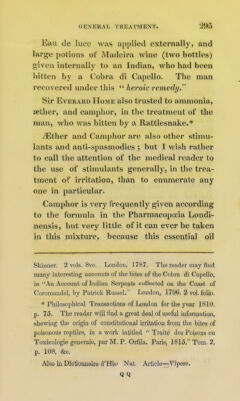 GENERAL TREATMENT. 295
Eau de luce was applied externally, and
large potions of Madeira wine (two bottles)
given internally to an Indian, who had been
bitten by a Cobra di Capello. The man
recovered under this "heroic remedy."
Sir Everard Home also trusted to ammonia,
æther, and camphor, in the treatment of the
man, who was bitten by a Rattlesnake.*
Æther and Camphor are also other stimu-
lants and anti-spasmodics; but I wish rather
to call the attention of the medical reader to
the use of stimulants generally, in the treat-
ment of irritation, than to enumerate any
one in particular.
Camphor is very frequently given according
to the formula in the Pharmacopœia Londi-
nensis, but very little of it can ever be taken
in this mixture, because this essential oil
Skinner. 2 vols. 8vo. London, 1787. The reader may find
many interesting accounts of the bites of the Cobra di Capello,
in "An Account of Indian Serpents collected on the Coast of
Coromandel, by Patrick Russel." London, 1796. 2 vol. folio.
* Philosophical Transactions of London for the year 1810.
p. 75. The reader will find a great deal of useful information,
shewing the origin of constitutional irritation from the bites of
poisonous reptiles, in a work intitled "Traité des Poisons ou
Toxicologie generale, par M. P. Orfila. Paris, 1815." Tom. 2,
p. 108, &c.
Also in Dictionnaire d'His: Nat. Article—Vipere.
Q Q